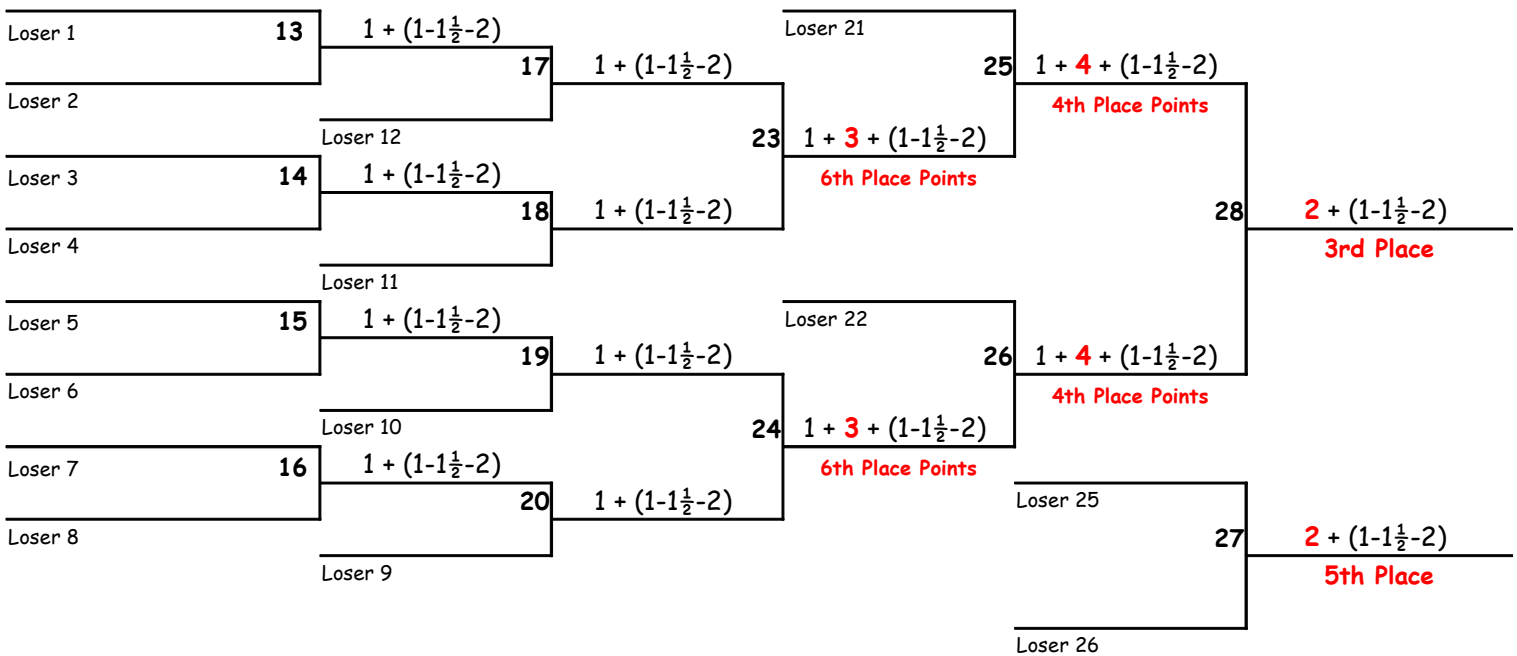 Loser 1
13
1 + (1-1½-2)
Loser 2
17
1 + (1-1½-2)
Loser 12
Loser 3
14
1 + (1-1½-2)
Loser 4
18
1 + (1-1½-2)
Loser 11
23
1 + 3 + (1-1½-2)
6th Place Points
Loser 21
25
1 + 4 + (1-1½-2)
4th Place Points
Loser 5
15
1 + (1-1½-2)
Loser 6
19
1 + (1-1½-2)
Loser 10
Loser 7
16
1 + (1-1½-2)
Loser 8
20
1 + (1-1½-2)
Loser 9
24
1 + 3 + (1-1½-2)
6th Place Points
Loser 22
26
1 + 4 + (1-1½-2)
4th Place Points
28
2 + (1-1½-2)
3rd Place
Loser 25
27
2 + (1-1½-2)
5th Place
Loser 26